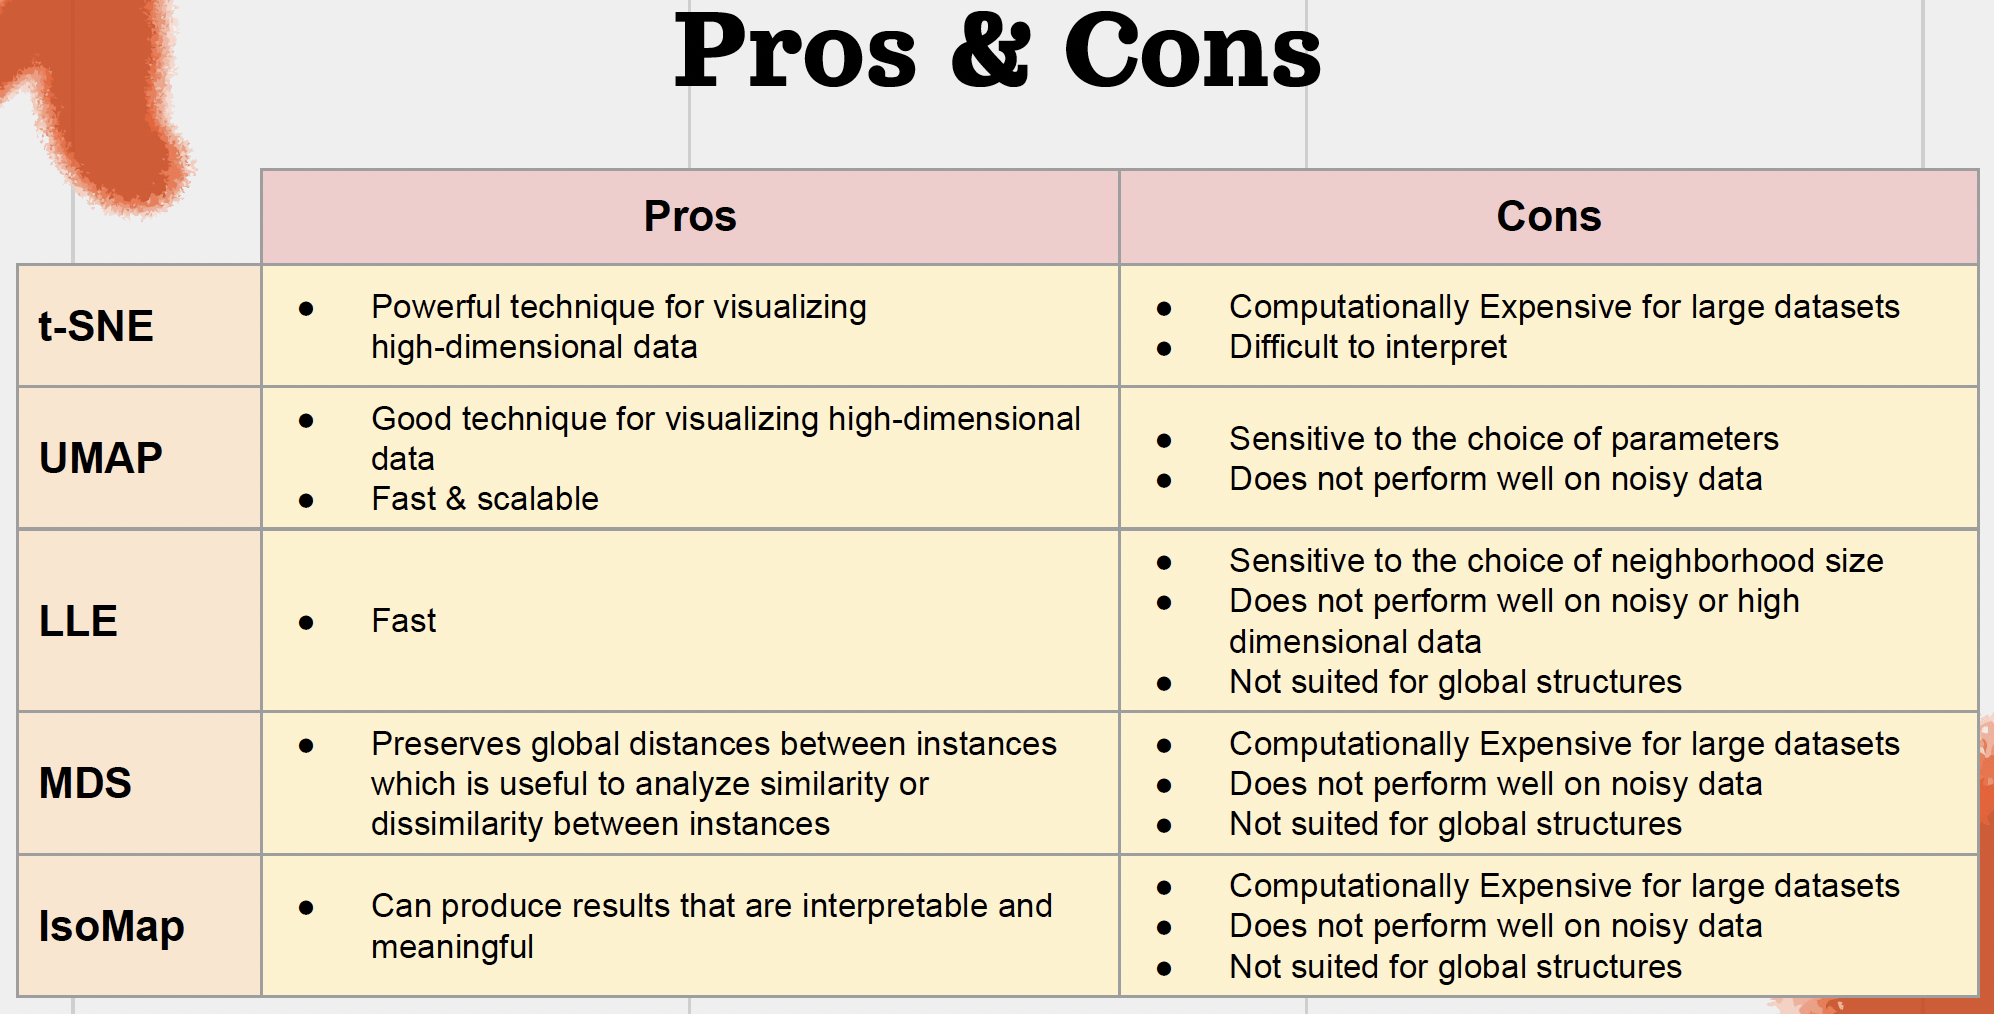 Pros & Cons
Pros
Cons
t-SNE
● Powerful technique for visualizing
high-dimensional data
● Computationally Expensive for large datasets
● Difficult to interpret
UMAP
● Good technique for visualizing high-dimensional
data
● Fast & scalable
● Sensitive to the choice of parameters
● Does not perform well on noisy data
LLE
● Fast
● Sensitive to the choice of neighborhood size
● Does not perform well on noisy or high
dimensional data
● Not suited for global structures
MDS
● Preserves global distances between instances
which is useful to analyze similarity or
dissimilarity between instances
● Computationally Expensive for large datasets
● Does not perform well on noisy data
● Not suited for global structures
IsoMap
● Can produce results that are interpretable and
meaningful
● Computationally Expensive for large datasets
● Does not perform well on noisy data
● Not suited for global structures